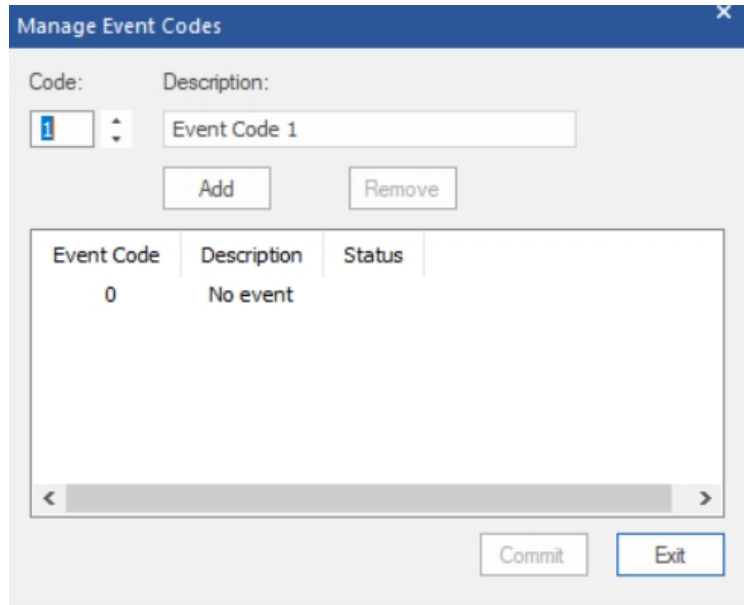 Manage Event Codes
Code: Description:
1 Event Code 1
Add Remove
Event Code Description Status
0 No event
Commit Exit